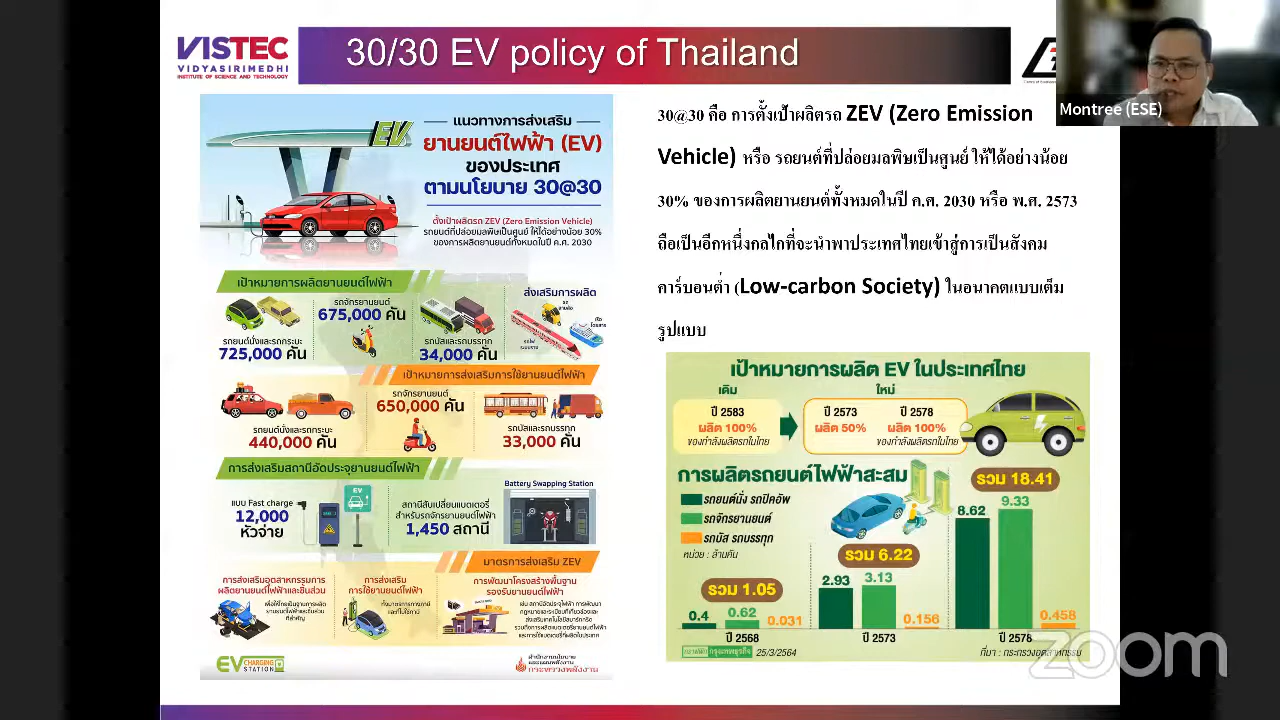 VISTEC
VIDYASIRIMEDHI
INSTITUTE OF SCIENCE AND TECHNOLOGY
30/30 EV policy of Thailand
Montree (ESE)
EV
แนวทางการส่งเสริม
ยานยนต์ไฟฟ้า (EV)
ของประเทศ
ตามนโยบาย 30@30
ตั้งเป้าผลิตรถ ZEV (Zero Emission Vehicle)
รถยนต์ที่ปล่อยมลพิษเป็นศูนย์ ให้ได้อย่างน้อย 30%
ของการผลิตยานยนต์ทั้งหมดในปี ค.ศ. 2030
เป้าหมายการผลิตยานยนต์ไฟฟ้า
รถยนต์นั่งและรถกระบะ
725,000 คัน
รถจักรยานยนต์
675,000 คัน
รถบัสและรถบรรทุก
34,000 คัน
ส่งเสริมการผลิต
เป้าหมายการส่งเสริมการใช้ยานยนต์ไฟฟ้า
รถยนต์นั่งและรถกระบะ
440,000 คัน
รถจักรยานยนต์
650,000 คัน
รถบัสและรถบรรทุก
33,000 คัน
การส่งเสริมสถานีอัดประจุยานยนต์ไฟฟ้า
แบบ Fast charge
12,000
หัวจ่าย
EV
สถานีสับเปลี่ยนแบตเตอรี่
สำหรับรถจักรยานยนต์ไฟฟ้า
1,450 สถานี
Battery Swapping Station
มาตรการส่งเสริม ZEV
การส่งเสริมอุตสาหกรรมการ
ผลิตยานยนต์ไฟฟ้าและชิ้นส่วน
การส่งเสริม
การใช้ยานยนต์ไฟฟ้า
การพัฒนาโครงสร้างพื้นฐาน
รองรับยานยนต์ไฟฟ้า
EV CHARGING
STATION
สำนักงานนโยบาย
และแผนพลังงาน
กระทรวงพลังงาน
30@30 คือ การตั้งเป้าผลิตรถ ZEV (Zero Emission
Vehicle) หรือ รถยนต์ที่ปล่อยมลพิษเป็นศูนย์ ให้ได้อย่างน้อย
30% ของการผลิตยานยนต์ทั้งหมดในปี ค.ศ. 2030 หรือ พ.ศ. 2573
ถือเป็นอีกหนึ่งกลไกที่จะนำพาประเทศไทยเข้าสู่การเป็นสังคม
คาร์บอนต่ำ (Low-carbon Society) ในอนาคตแบบเต็ม
รูปแบบ
เป้าหมายการผลิต EV ในประเทศไทย
เดิม
ใหม่
ปี 2583
ผลิต 100%
ของกำลังผลิตรถในไทย
ปี 2573
ผลิต 50%
ปี 2578
ผลิต 100%
ของกำลังผลิตรถในไทย
การผลิตรถยนต์ไฟฟ้าสะสม
รถยนต์นั่ง รถปิคอัพ
รถจักรยานยนต์
รถบัส รถบรรทุก
หน่วย : ล้านคัน
รวม 1.05
0.4
0.62
0.031
ปี 2568
รวม 6.22
2.93
3.13
0.156
ปี 2573
รวม 18.41
8.62
9.33
0.458
ปี 2578
กรุงเทพธุรกิจ
25/3/2564
ที่มา : กระทรวงอุตสาหกรรม
zoom